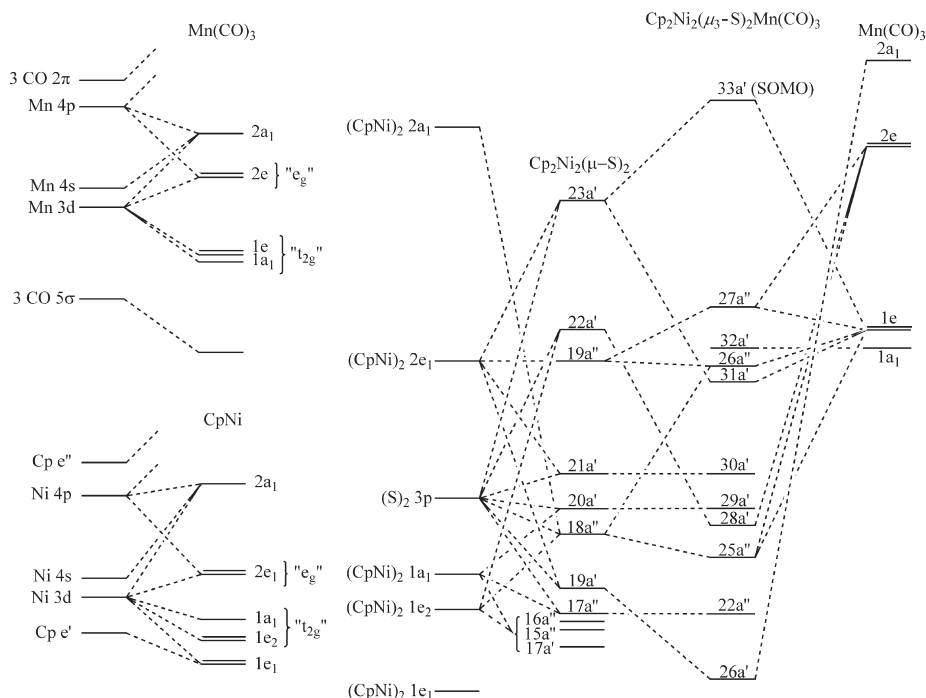 Mn(CO)₃
3 CO 2π
Mn 4p
2a₁
2e } "e_g"
Mn 4s
Mn 3d
1e
1a₁ } "t₂g"
3 CO 5σ
CpNi
Cp e"
Ni 4p
2a₁
Ni 4s
2e₁ } "e_g"
Ni 3d
1a₁
1e₂ } "t₂g"
Cp e'
1e₁
(CpNi)₂ 2a₁
(CpNi)₂ 2e₁
(S)₂ 3p
(CpNi)₂ 1a₁
(CpNi)₂ 1e₂
(CpNi)₂ 1e₁
Cp₂Ni₂(μ–S)₂
23a'
22a'
19a"
21a'
20a'
18a"
19a'
17a"
16a"
15a"
17a'
Cp₂Ni₂(μ₃-S)₂Mn(CO)₃
33a' (SOMO)
27a"
32a'
26a"
31a'
30a'
29a'
28a'
25a"
22a"
26a'
Mn(CO)₃
2a₁
2e
1e
1a₁